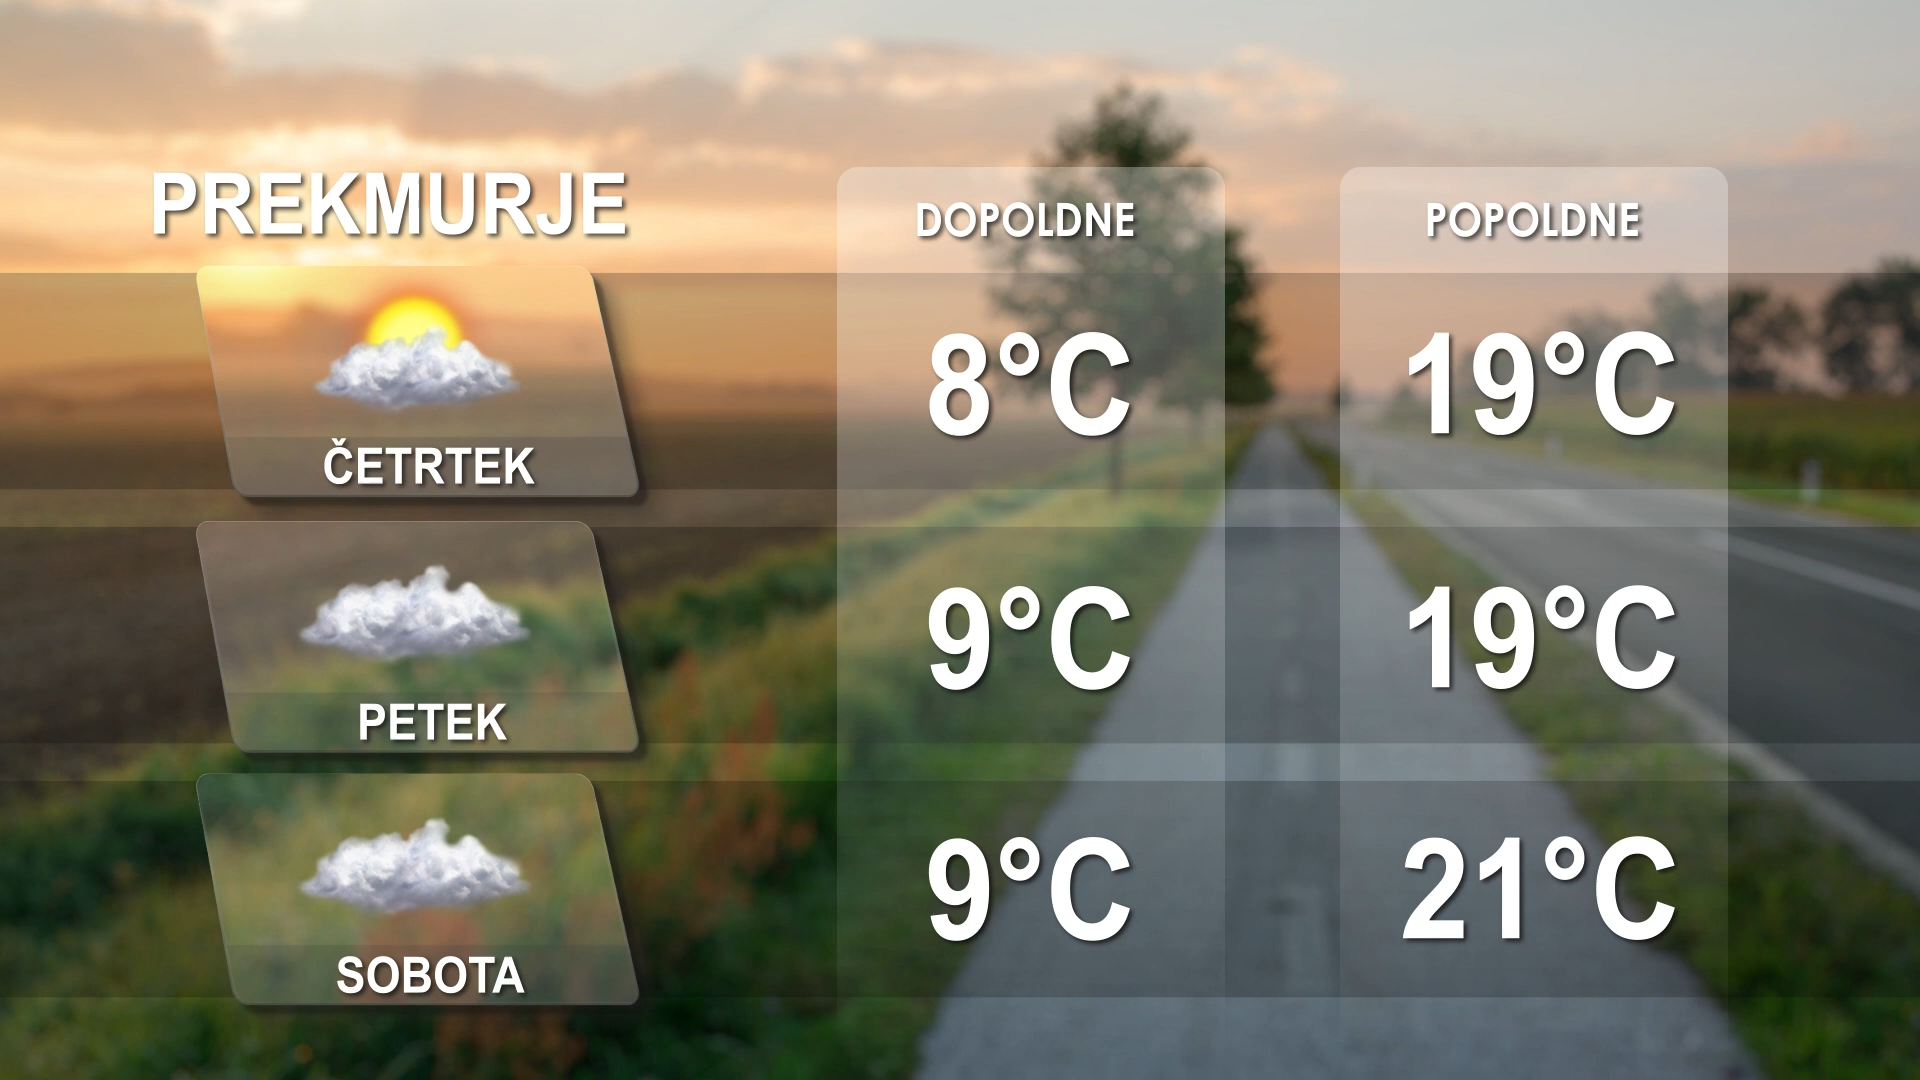 PREKMURJE
DOPOLDNE
POPOLDNE
ČETRTEK
8°C
19°C
PETEK
9°C
19°C
SOBOTA
9°C
21°C